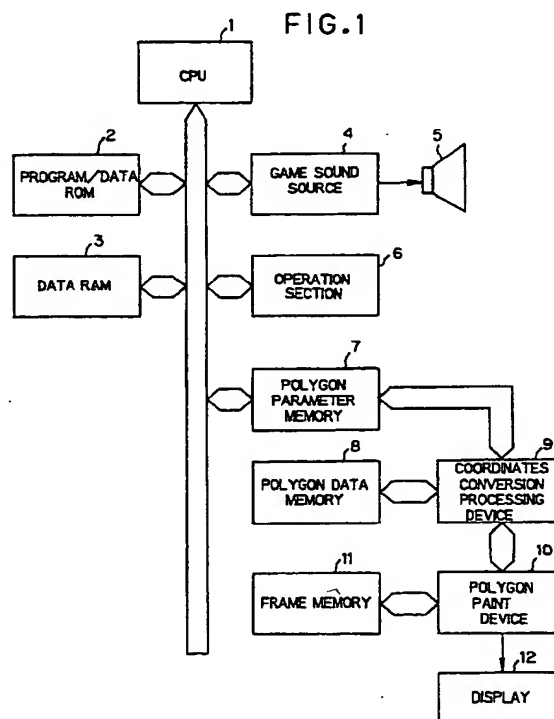 FIG.1
1
CPU
2
PROGRAM/DATA
ROM
4
GAME SOUND
SOURCE
5
3
DATA RAM
6
OPERATION
SECTION
7
POLYGON
PARAMETER
MEMORY
8
POLYGON DATA
MEMORY
9
COORDINATES
CONVERSION
PROCESSING
DEVICE
11
FRAME MEMORY
10
POLYGON
PAINT
DEVICE
12
DISPLAY